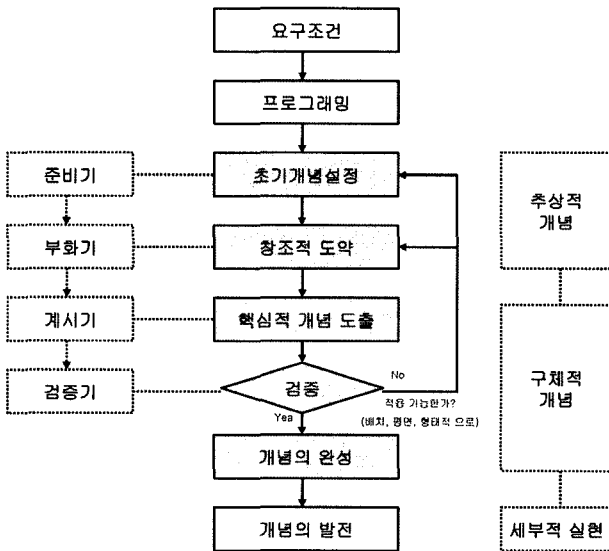 요구조건
프로그래밍
준비기
초기개념설정
추상적
개념
부화기
창조적 도약
계시기
핵심적 개념 도출
검증기
검증
No
적용 가능한가?
(배치, 평면, 형태적 으로)
Yea
구체적
개념
개념의 완성
개념의 발전
세부적 실현